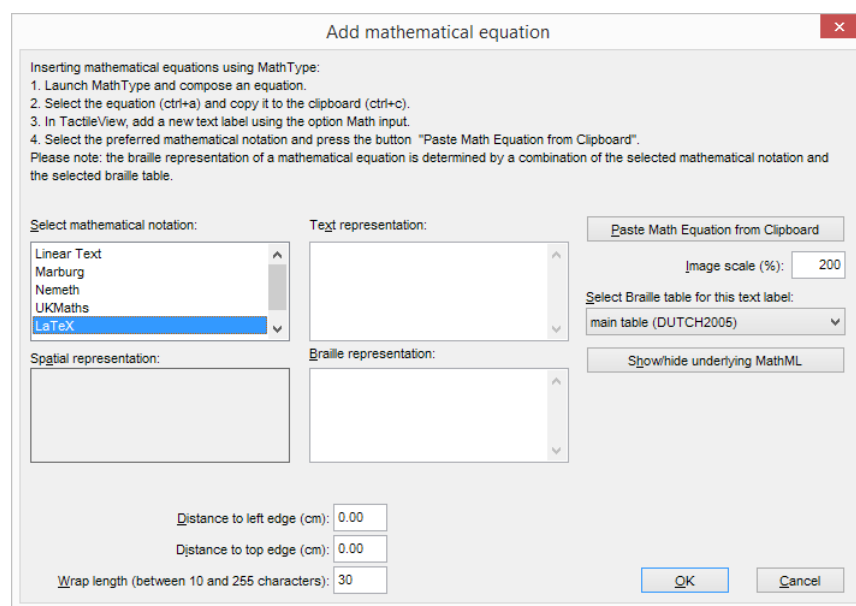 Add mathematical equation
Inserting mathematical equations using MathType:
1. Launch MathType and compose an equation.
2. Select the equation (ctrl+a) and copy it to the clipboard (ctrl+c).
3. In TactileView, add a new text label using the option Math input.
4. Select the preferred mathematical notation and press the button "Paste Math Equation from Clipboard".
Please note: the braille representation of a mathematical equation is determined by a combination of the selected mathematical notation and
the selected braille table.
Select mathematical notation:
Linear Text
Marburg
Nemeth
UKMaths
LaTeX
Text representation:
Paste Math Equation from Clipboard
Image scale (%): 200
Select Braille table for this text label:
main table (DUTCH2005)
Show/hide underlying MathML
Spatial representation:
Braille representation:
Distance to left edge (cm): 0.00
Distance to top edge (cm): 0.00
Wrap length (between 10 and 255 characters): 30
OK
Cancel